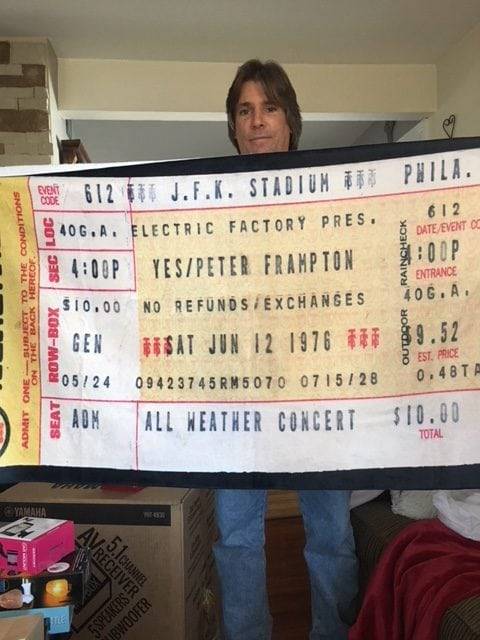 EVENT CODE 612 J.F.K. STADIUM PHILA.
ADMIT ONE — SUBJECT TO THE CONDITIONS
ON THE BACK HEREOF.
SEC LOC
40G.A. ELECTRIC FACTORY PRES.
4:00P YES/PETER FRAMPTON
$10.00 NO REFUNDS/EXCHANGES
ROW-BOX
GEN SAT JUN 12 1976
05/24 09423745RM5070 0715/28
SEAT
ADM ALL WEATHER CONCERT
OUTDOOR RAINCHECK
612
DATE/EVENT CO
4:00P
ENTRANCE
40G.A.
$9.52
EST. PRICE
0.48TA
$10.00
TOTAL
YAMAHA
5.1 CHANNEL
AV RECEIVER
5 SPEAKERS
SUBWOOFER